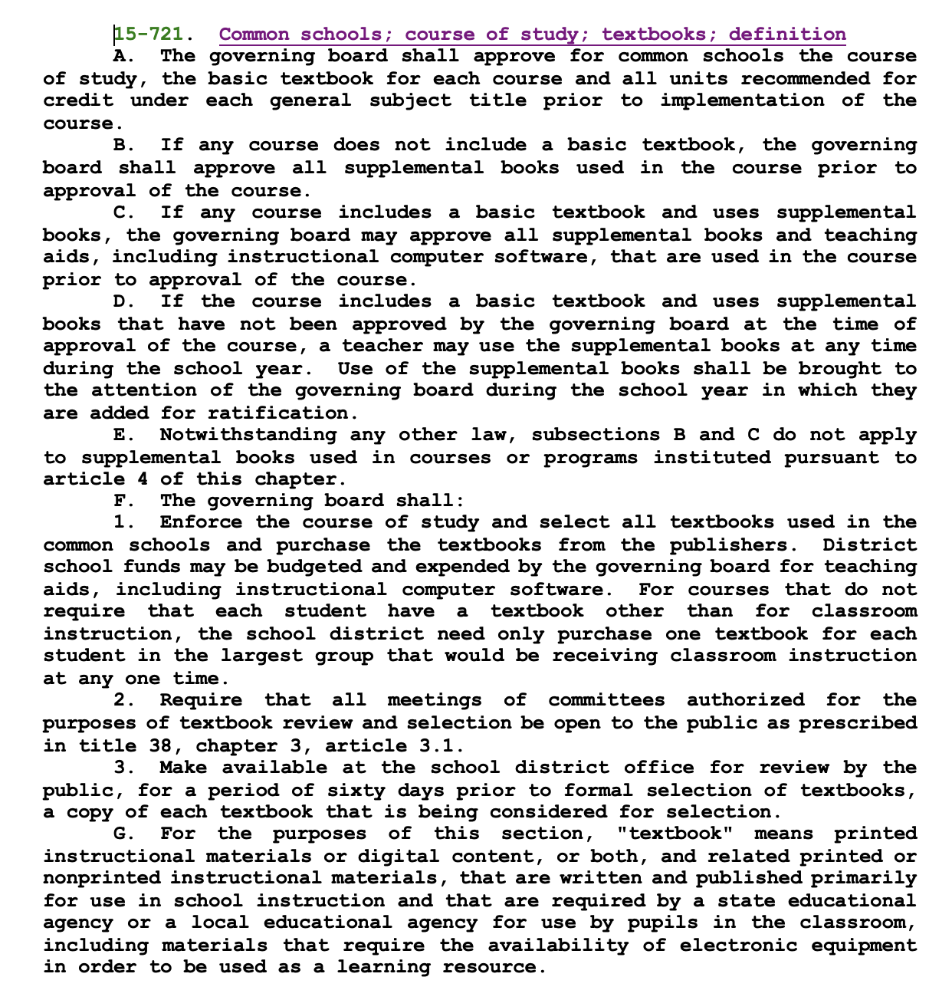 15-721. Common schools; course of study; textbooks; definition
A. The governing board shall approve for common schools the course
of study, the basic textbook for each course and all units recommended for
credit under each general subject title prior to implementation of the
course.
B. If any course does not include a basic textbook, the governing
board shall approve all supplemental books used in the course prior to
approval of the course.
C. If any course includes a basic textbook and uses supplemental
books, the governing board may approve all supplemental books and teaching
aids, including instructional computer software, that are used in the course
prior to approval of the course.
D. If the course includes a basic textbook and uses supplemental
books that have not been approved by the governing board at the time of
approval of the course, a teacher may use the supplemental books at any time
during the school year. Use of the supplemental books shall be brought to
the attention of the governing board during the school year in which they
are added for ratification.
E. Notwithstanding any other law, subsections B and C do not apply
to supplemental books used in courses or programs instituted pursuant to
article 4 of this chapter.
F. The governing board shall:
1. Enforce the course of study and select all textbooks used in the
common schools and purchase the textbooks from the publishers. District
school funds may be budgeted and expended by the governing board for teaching
aids, including instructional computer software. For courses that do not
require that each student have a textbook other than for classroom
instruction, the school district need only purchase one textbook for each
student in the largest group that would be receiving classroom instruction
at any one time.
2. Require that all meetings of committees authorized for the
purposes of textbook review and selection be open to the public as prescribed
in title 38, chapter 3, article 3.1.
3. Make available at the school district office for review by the
public, for a period of sixty days prior to formal selection of textbooks,
a copy of each textbook that is being considered for selection.
G. For the purposes of this section, "textbook" means printed
instructional materials or digital content, or both, and related printed or
nonprinted instructional materials, that are written and published primarily
for use in school instruction and that are required by a state educational
agency or a local educational agency for use by pupils in the classroom,
including materials that require the availability of electronic equipment
in order to be used as a learning resource.